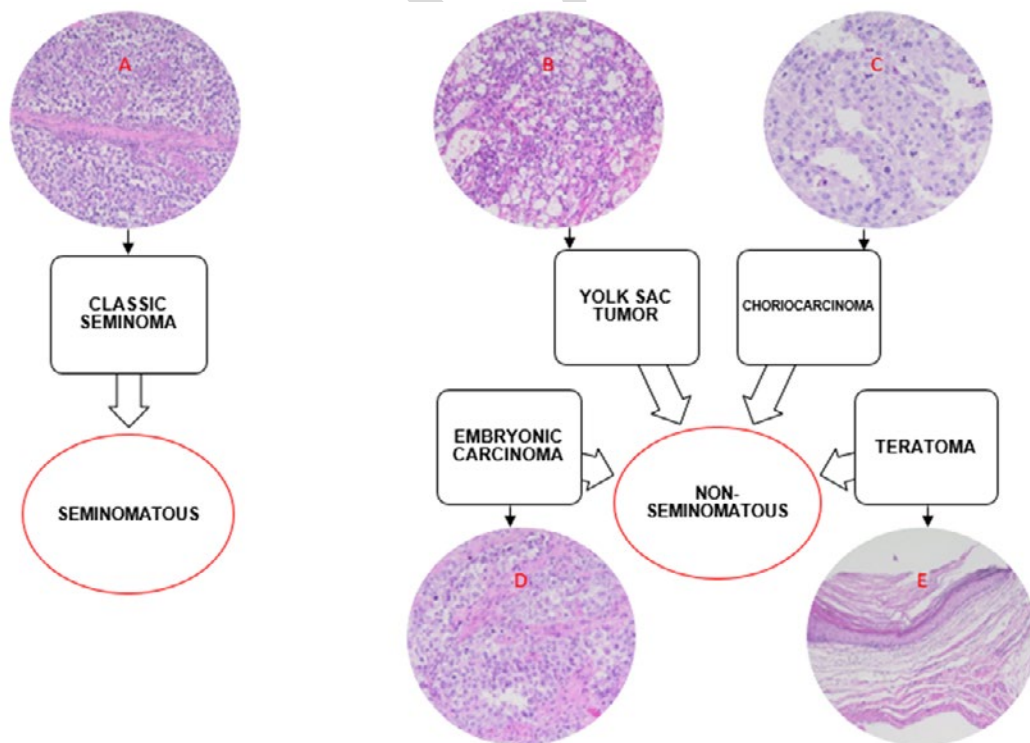 A
B
C
CLASSIC
SEMINOMA
YOLK SAC
TUMOR
CHORIOCARCINOMA
EMBRYONIC
CARCINOMA
TERATOMA
SEMINOMATOUS
NON-
SEMINOMATOUS
D
E